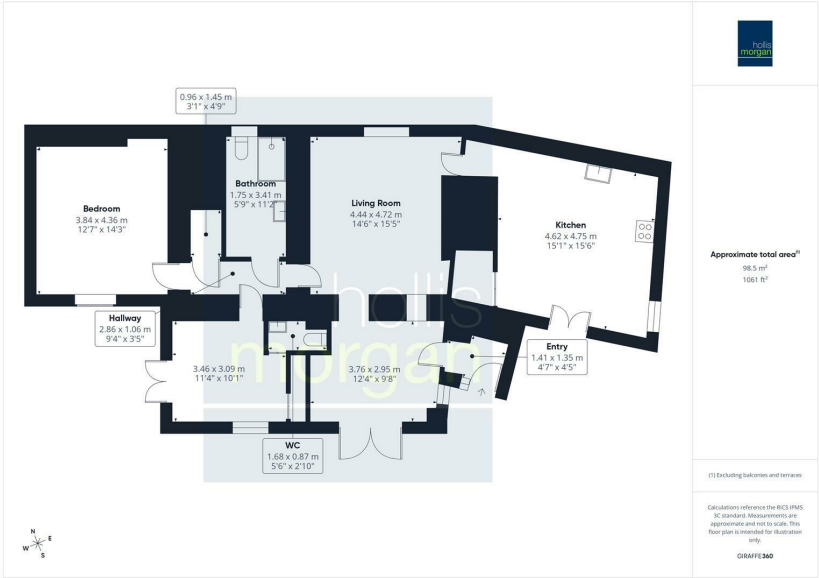 hollis
morgan
0.96 x 1.45 m
3'1" x 4'9"
Bedroom
3.84 x 4.36 m
12'7" x 14'3"
Bathroom
1.75 x 3.41 m
5'9" x 11'2"
Living Room
4.44 x 4.72 m
14'6" x 15'5"
Kitchen
4.62 x 4.75 m
15'1" x 15'6"
Hallway
2.86 x 1.06 m
9'4" x 3'5"
3.46 x 3.09 m
11'4" x 10'1"
3.76 x 2.95 m
12'4" x 9'8"
Entry
1.41 x 1.35 m
4'7" x 4'5"
WC
1.68 x 0.87 m
5'6" x 2'10"
hollis
morgan
Approximate total area(1)
98.5 m²
1061 ft²
(1) Excluding balconies and terraces
Calculations reference the RICS IPMS
3C standard. Measurements are
approximate and not to scale. This
floor plan is intended for illustration
only.
GIRAFFE360
N
W E
S